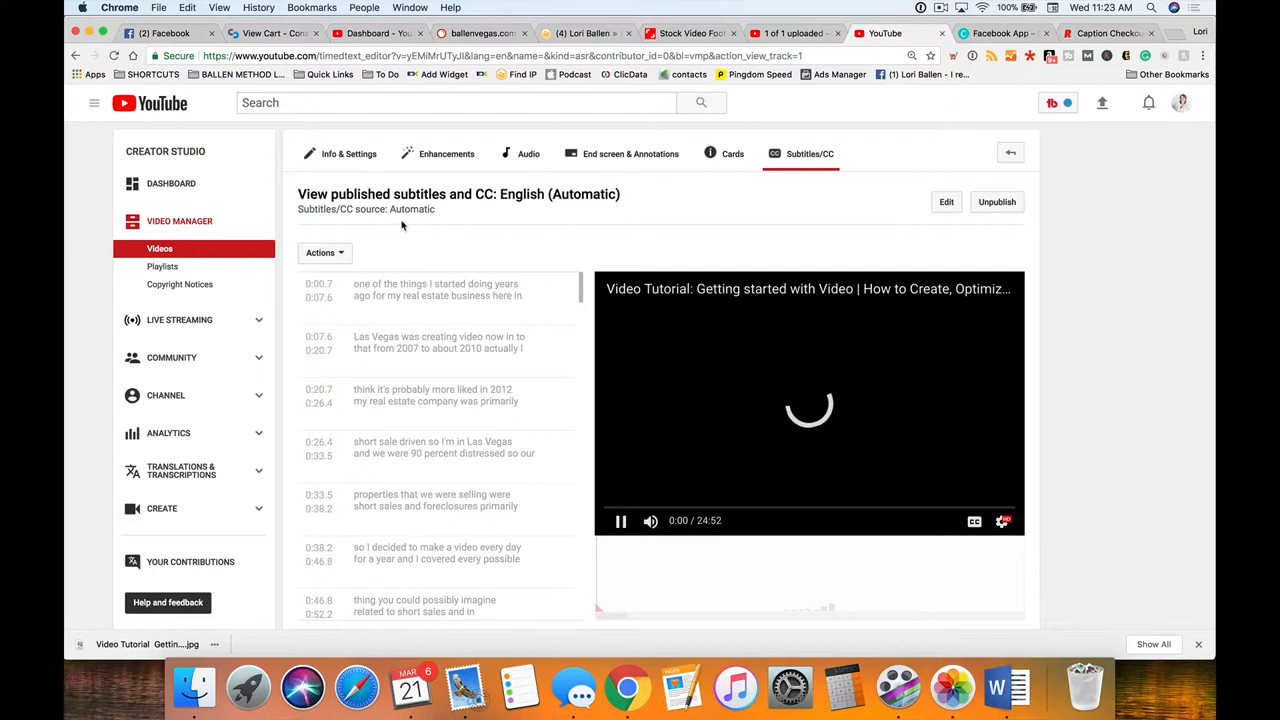 Chrome File Edit View History Bookmarks People Window Help 100% Wed 11:23 AM
(2) Facebook View Cart - Cons Dashboard - You ballenvegas.com (4) Lori Ballen Stock Video Foot 1 of 1 uploaded - YouTube Facebook App – Caption Checkou Lori
Secure https://www.youtube.com/timedtext_editor?v=yEMiMrUTyJI&lang=en&name=&kind=asr&contributor_id=0&bl=vmp&action_view_track=1
Apps SHORTCUTS BALLEN METHOD L... Quick Links To Do Add Widget Find IP Podcast ClicData contacts Pingdom Speed Ads Manager (1) Lori Ballen - I re... Other Bookmarks
YouTube Search tb
CREATOR STUDIO
DASHBOARD
VIDEO MANAGER
Videos
Playlists
Copyright Notices
LIVE STREAMING
COMMUNITY
CHANNEL
ANALYTICS
TRANSLATIONS &
TRANSCRIPTIONS
CREATE
YOUR CONTRIBUTIONS
Help and feedback
Info & Settings Enhancements Audio End screen & Annotations Cards CC Subtitles/CC
View published subtitles and CC: English (Automatic)
Subtitles/CC source: Automatic
Edit Unpublish
Actions
0:00.7 one of the things I started doing years
0:07.6 ago for my real estate business here in
0:07.6 Las Vegas was creating video now in to
0:20.7 that from 2007 to about 2010 actually I
0:20.7 think it's probably more liked in 2012
0:26.4 my real estate company was primarily
0:26.4 short sale driven so I'm in Las Vegas
0:33.5 and we were 90 percent distressed so our
0:33.5 properties that we were selling were
0:38.2 short sales and foreclosures primarily
0:38.2 so I decided to make a video every day
0:46.8 for a year and I covered every possible
0:46.8 thing you could possibly imagine
0:52.2 related to short sales and in
Video Tutorial: Getting started with Video | How to Create, Optimiz...
0:00 / 24:52 CC HD
Video Tutorial Gettin....jpg Show All
MAR 6
21
PAGES
W